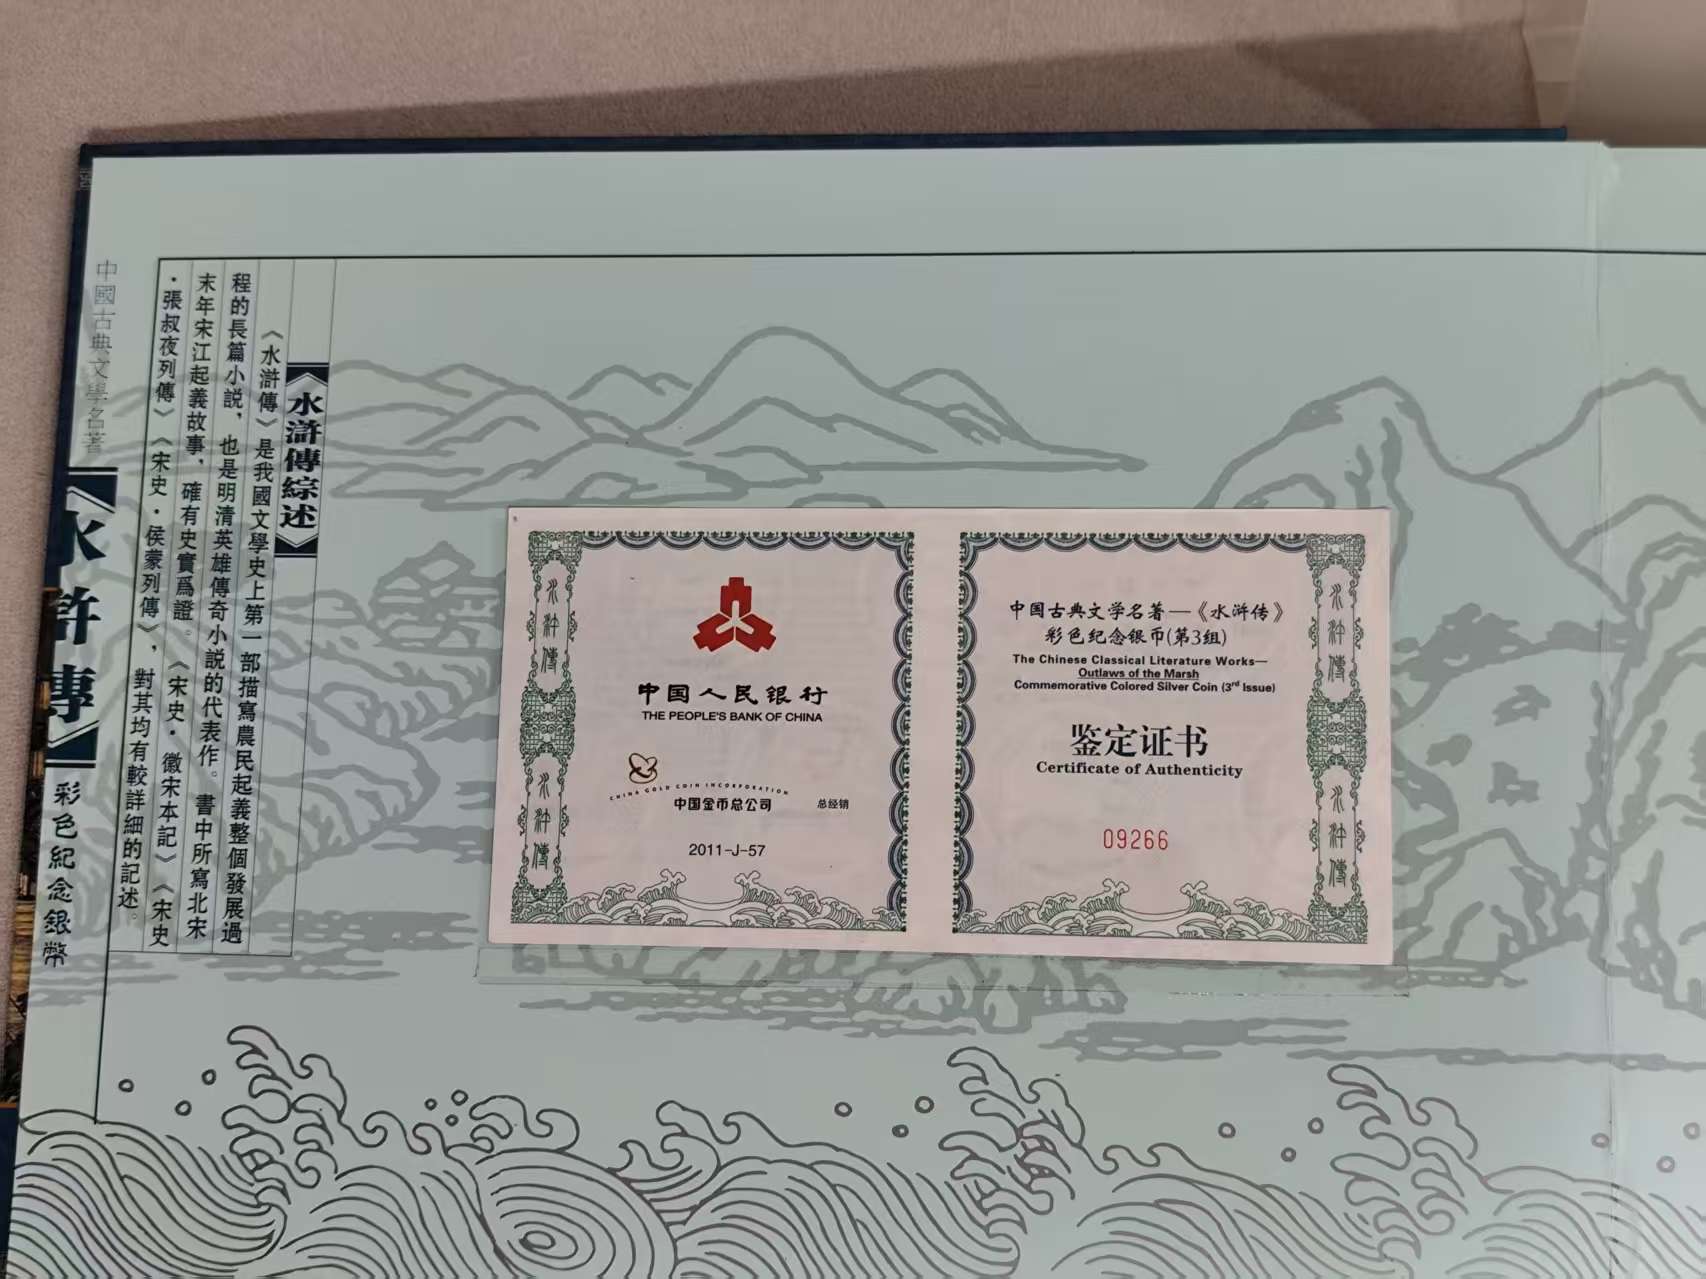 水滸傳綜述
《水滸傳》是我國文學史上第一部描寫農民起義整個發展過
程的長篇小説，也是明清英雄傳奇小説的代表作。書中所寫北宋
末年宋江起義故事，確有史實爲證。《宋史·徽宋本記》《宋史
·張叔夜列傳》《宋史·侯蒙列傳》，對其均有較詳細的記述。
中國古典文學名著
水滸傳
彩色紀念銀幣
水滸傳
水滸傳
中国人民银行
THE PEOPLE'S BANK OF CHINA
CHINA GOLD COIN INCORPORATION
中国金币总公司 总经销
2011-J-57
中国古典文学名著—《水浒传》
彩色纪念银币(第3组)
The Chinese Classical Literature Works—
Outlaws of the Marsh
Commemorative Colored Silver Coin (3rd Issue)
鉴定证书
Certificate of Authenticity
09266
水滸傳
水滸傳